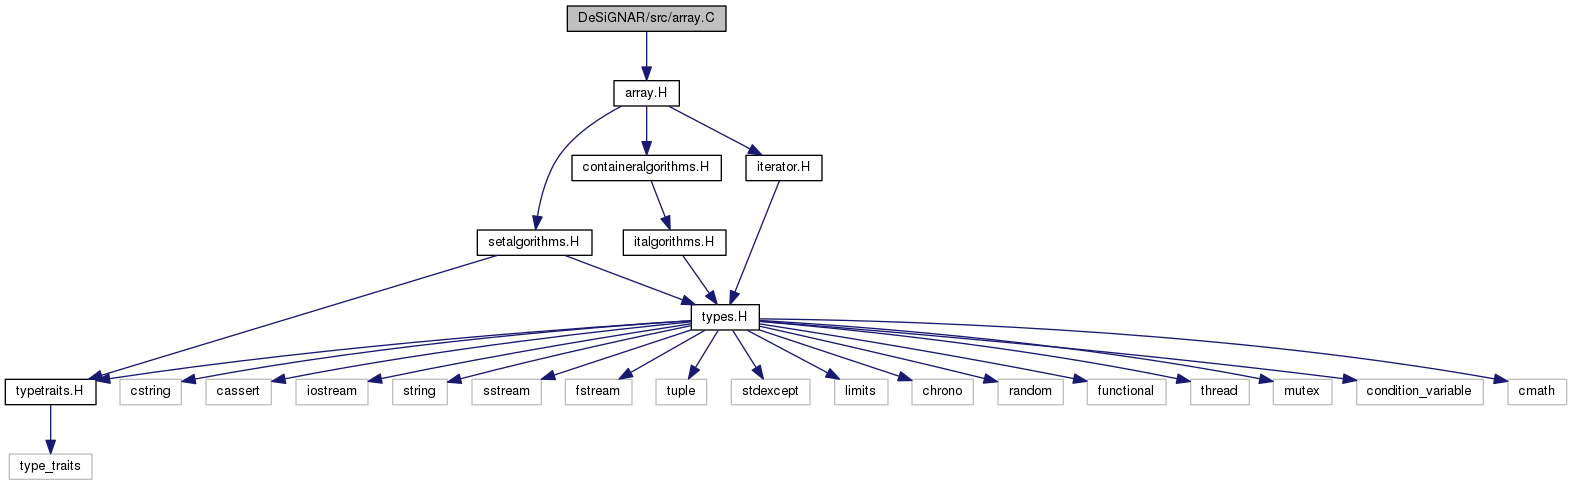 DeSiGNAR/src/array.C
array.H
containeralgorithms.H
iterator.H
setalgorithms.H
italgorithms.H
types.H
typetraits.H
cstring
cassert
iostream
string
sstream
fstream
tuple
stdexcept
limits
chrono
random
functional
thread
mutex
condition_variable
cmath
type_traits